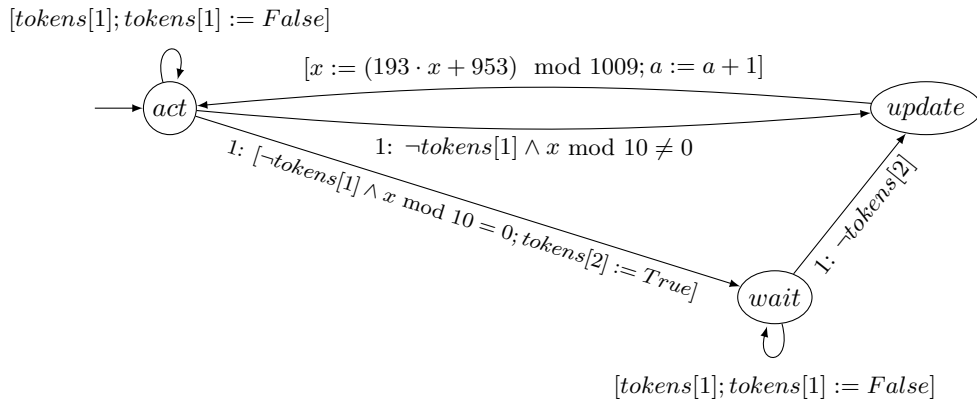 [tokens[1]; tokens[1] := False]
[x := (193 · x + 953) mod 1009; a := a + 1]
act
update
1: ¬tokens[1] ∧ x mod 10 ≠ 0
1: [¬tokens[1] ∧ x mod 10 = 0; tokens[2] := True]
1: ¬tokens[2]
wait
[tokens[1]; tokens[1] := False]